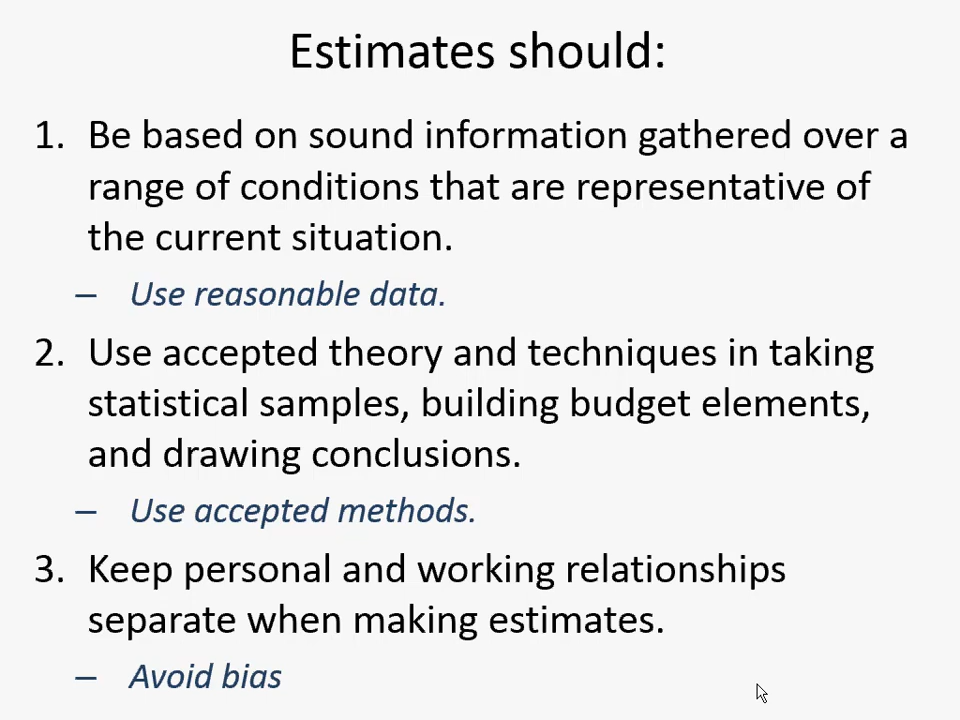 Estimates should:
1. Be based on sound information gathered over a
range of conditions that are representative of
the current situation.
– Use reasonable data.
2. Use accepted theory and techniques in taking
statistical samples, building budget elements,
and drawing conclusions.
– Use accepted methods.
3. Keep personal and working relationships
separate when making estimates.
– Avoid bias